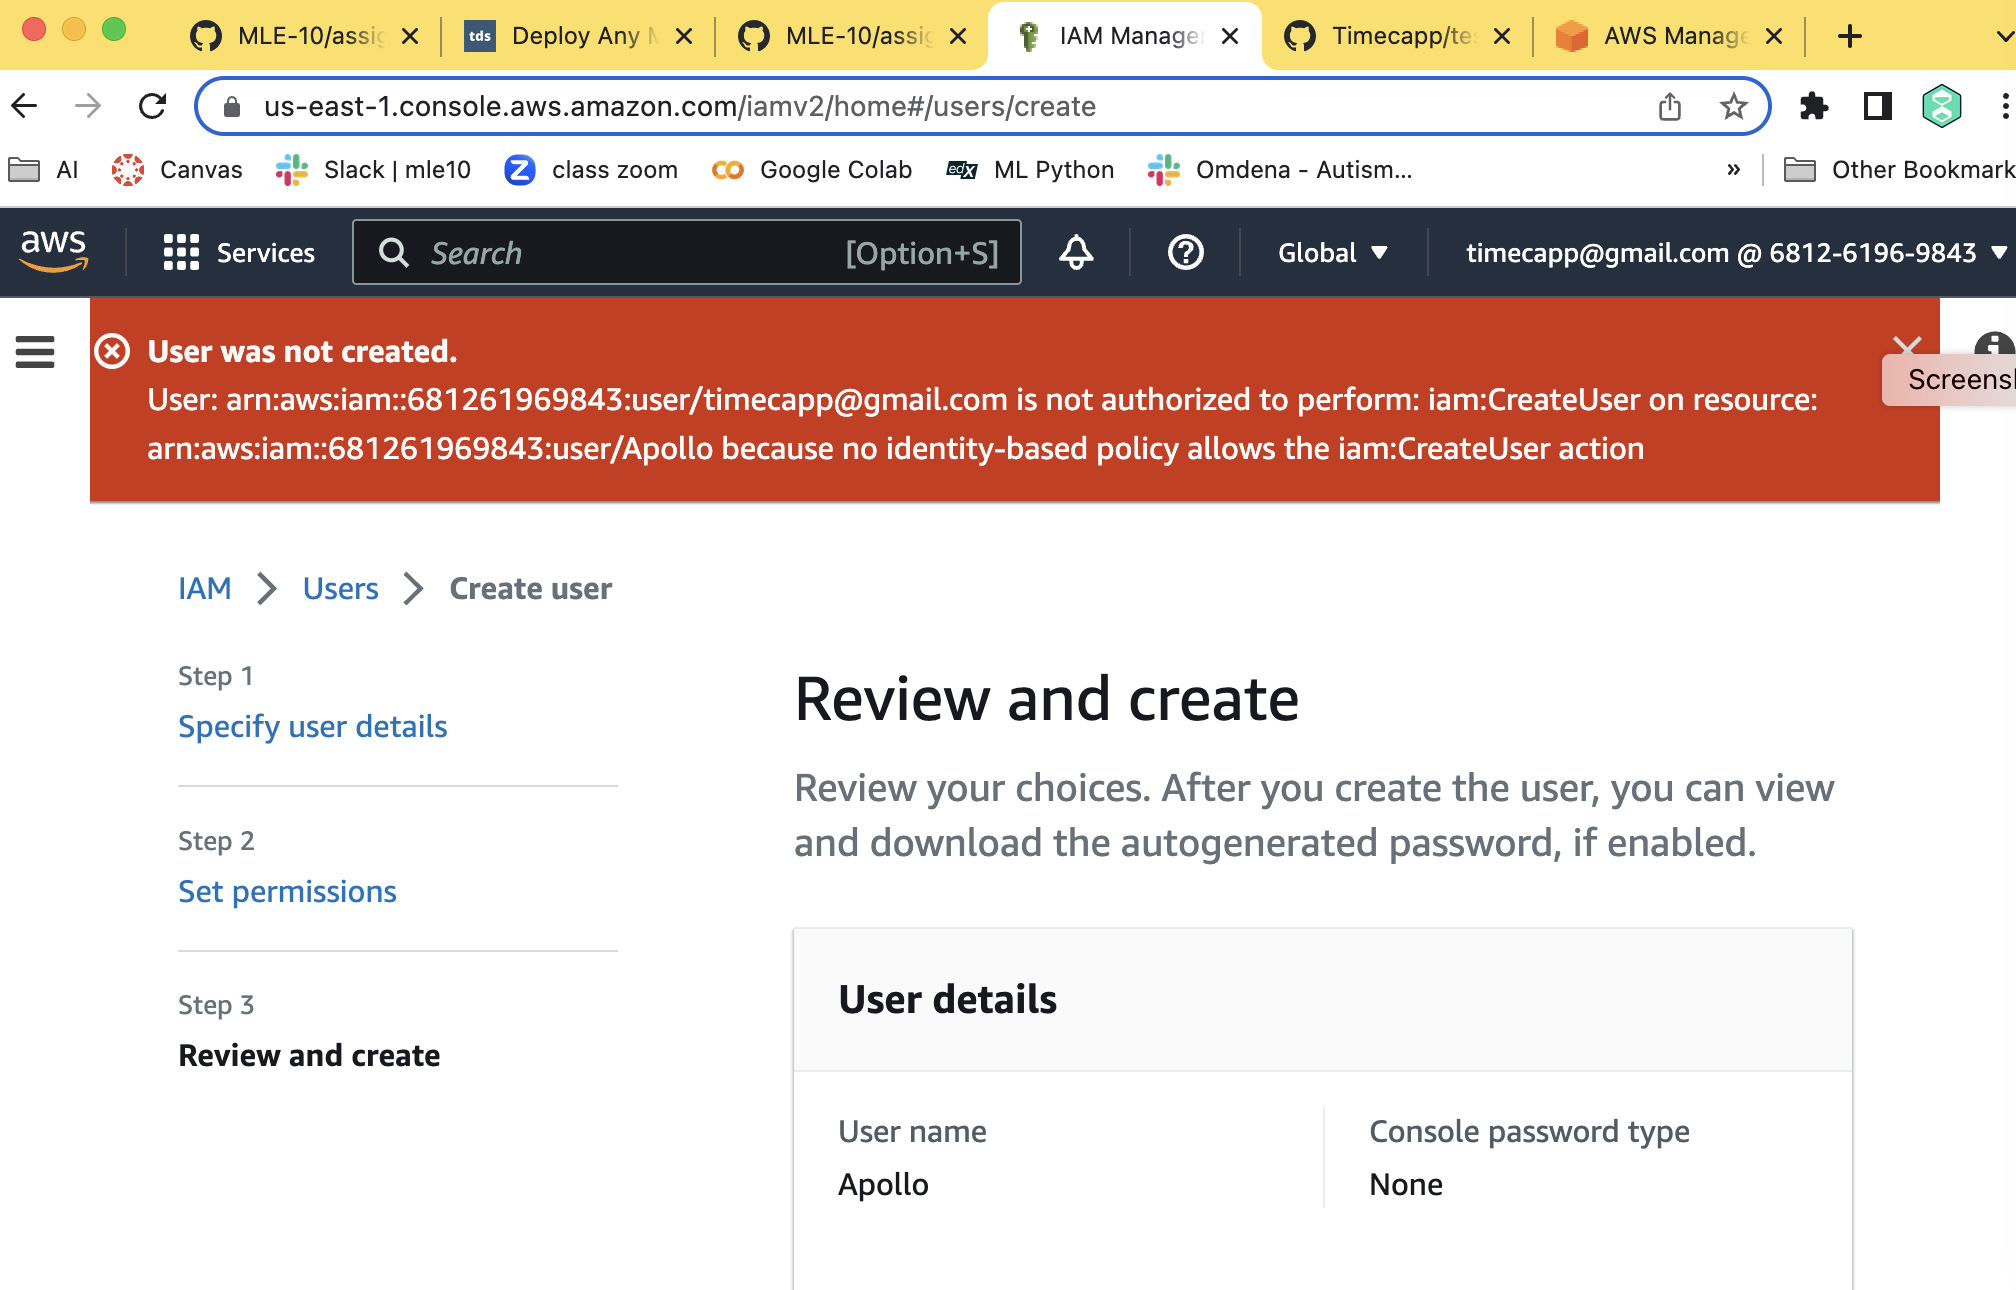 MLE-10/assig
tds
Deploy Any M
MLE-10/assig
IAM Manager
Timecapp/te
AWS Manage
us-east-1.console.aws.amazon.com/iamv2/home#/users/create
AI
Canvas
Slack | mle10
class zoom
Google Colab
edX
ML Python
Omdena - Autism...
»
Other Bookmark
aws
Services
Search
[Option+S]
Global
timecapp@gmail.com @ 6812-6196-9843
User was not created.
User: arn:aws:iam::681261969843:user/timecapp@gmail.com is not authorized to perform: iam:CreateUser on resource:
arn:aws:iam::681261969843:user/Apollo because no identity-based policy allows the iam:CreateUser action
Screens
IAM
Users
Create user
Step 1
Specify user details
Step 2
Set permissions
Step 3
Review and create
Review and create
Review your choices. After you create the user, you can view
and download the autogenerated password, if enabled.
User details
User name
Apollo
Console password type
None